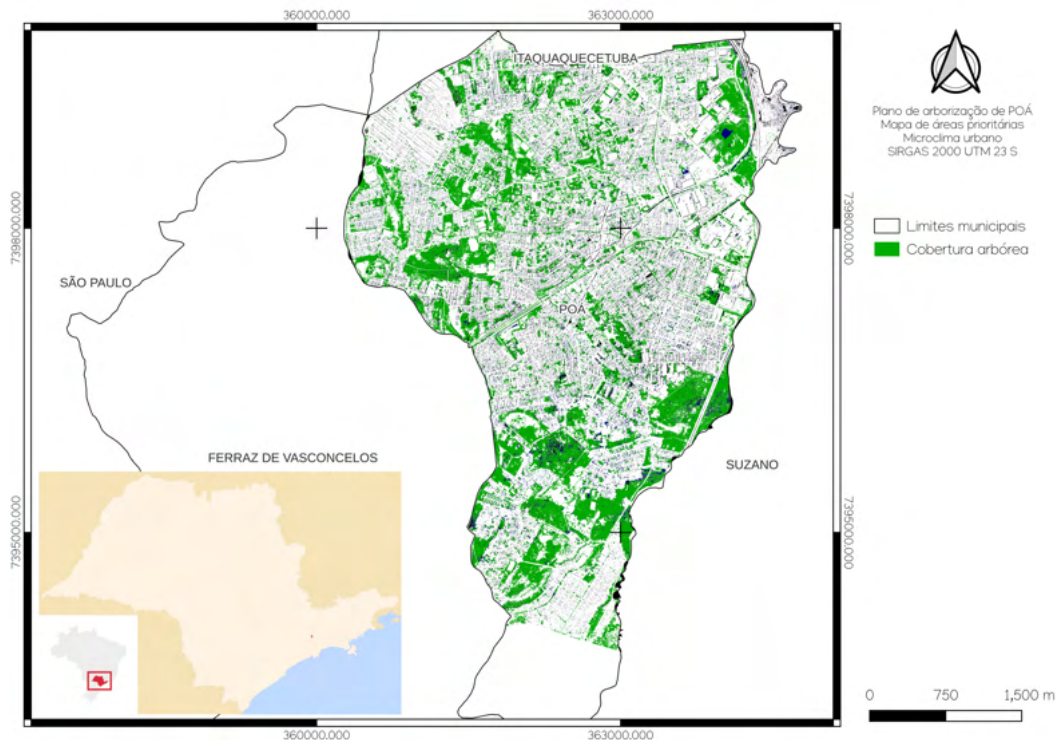 360000.000
363000.000
ITAQUAQUECETUBA
Plano de arborização de POÁ
Mapa de áreas prioritárias
Microclima urbano
SIRGAS 2000 UTM 23 S
7398000.000
7398000.000
Limites municipais
Cobertura arbórea
SÃO PAULO
POÁ
FERRAZ DE VASCONCELOS
SUZANO
7395000.000
7395000.000
0
750
1,500 m
360000.000
363000.000